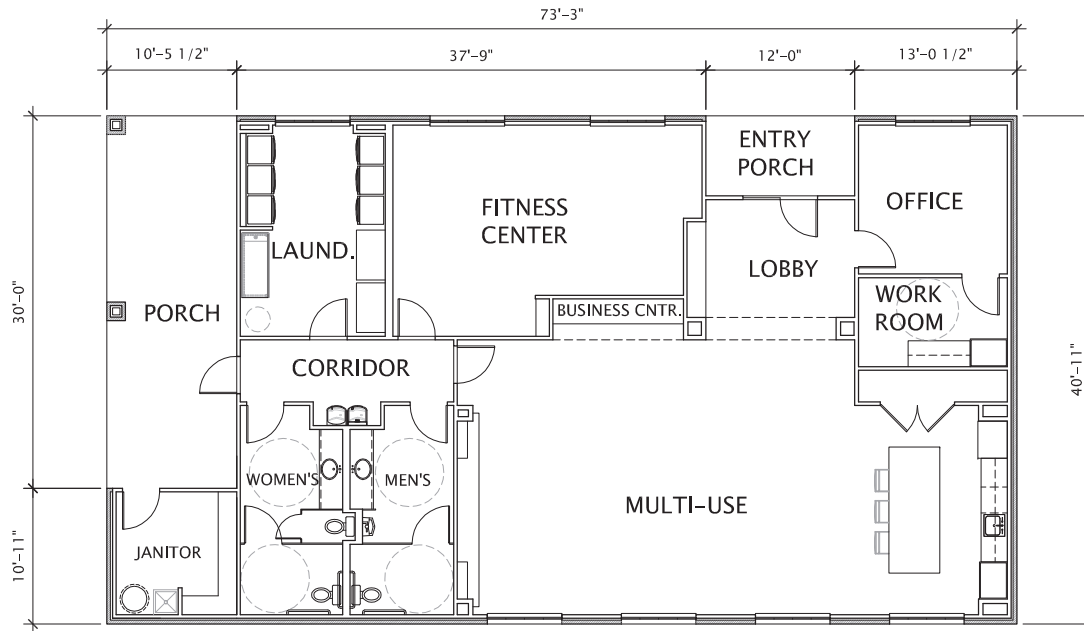 73'-3"
10'-5 1/2"
37'-9"
12'-0"
13'-0 1/2"
ENTRY
PORCH
FITNESS
CENTER
OFFICE
LAUND.
LOBBY
30'-0"
PORCH
WORK
ROOM
BUSINESS CNTR.
CORRIDOR
40'-11"
WOMEN'S
MEN'S
MULTI-USE
10'-11"
JANITOR